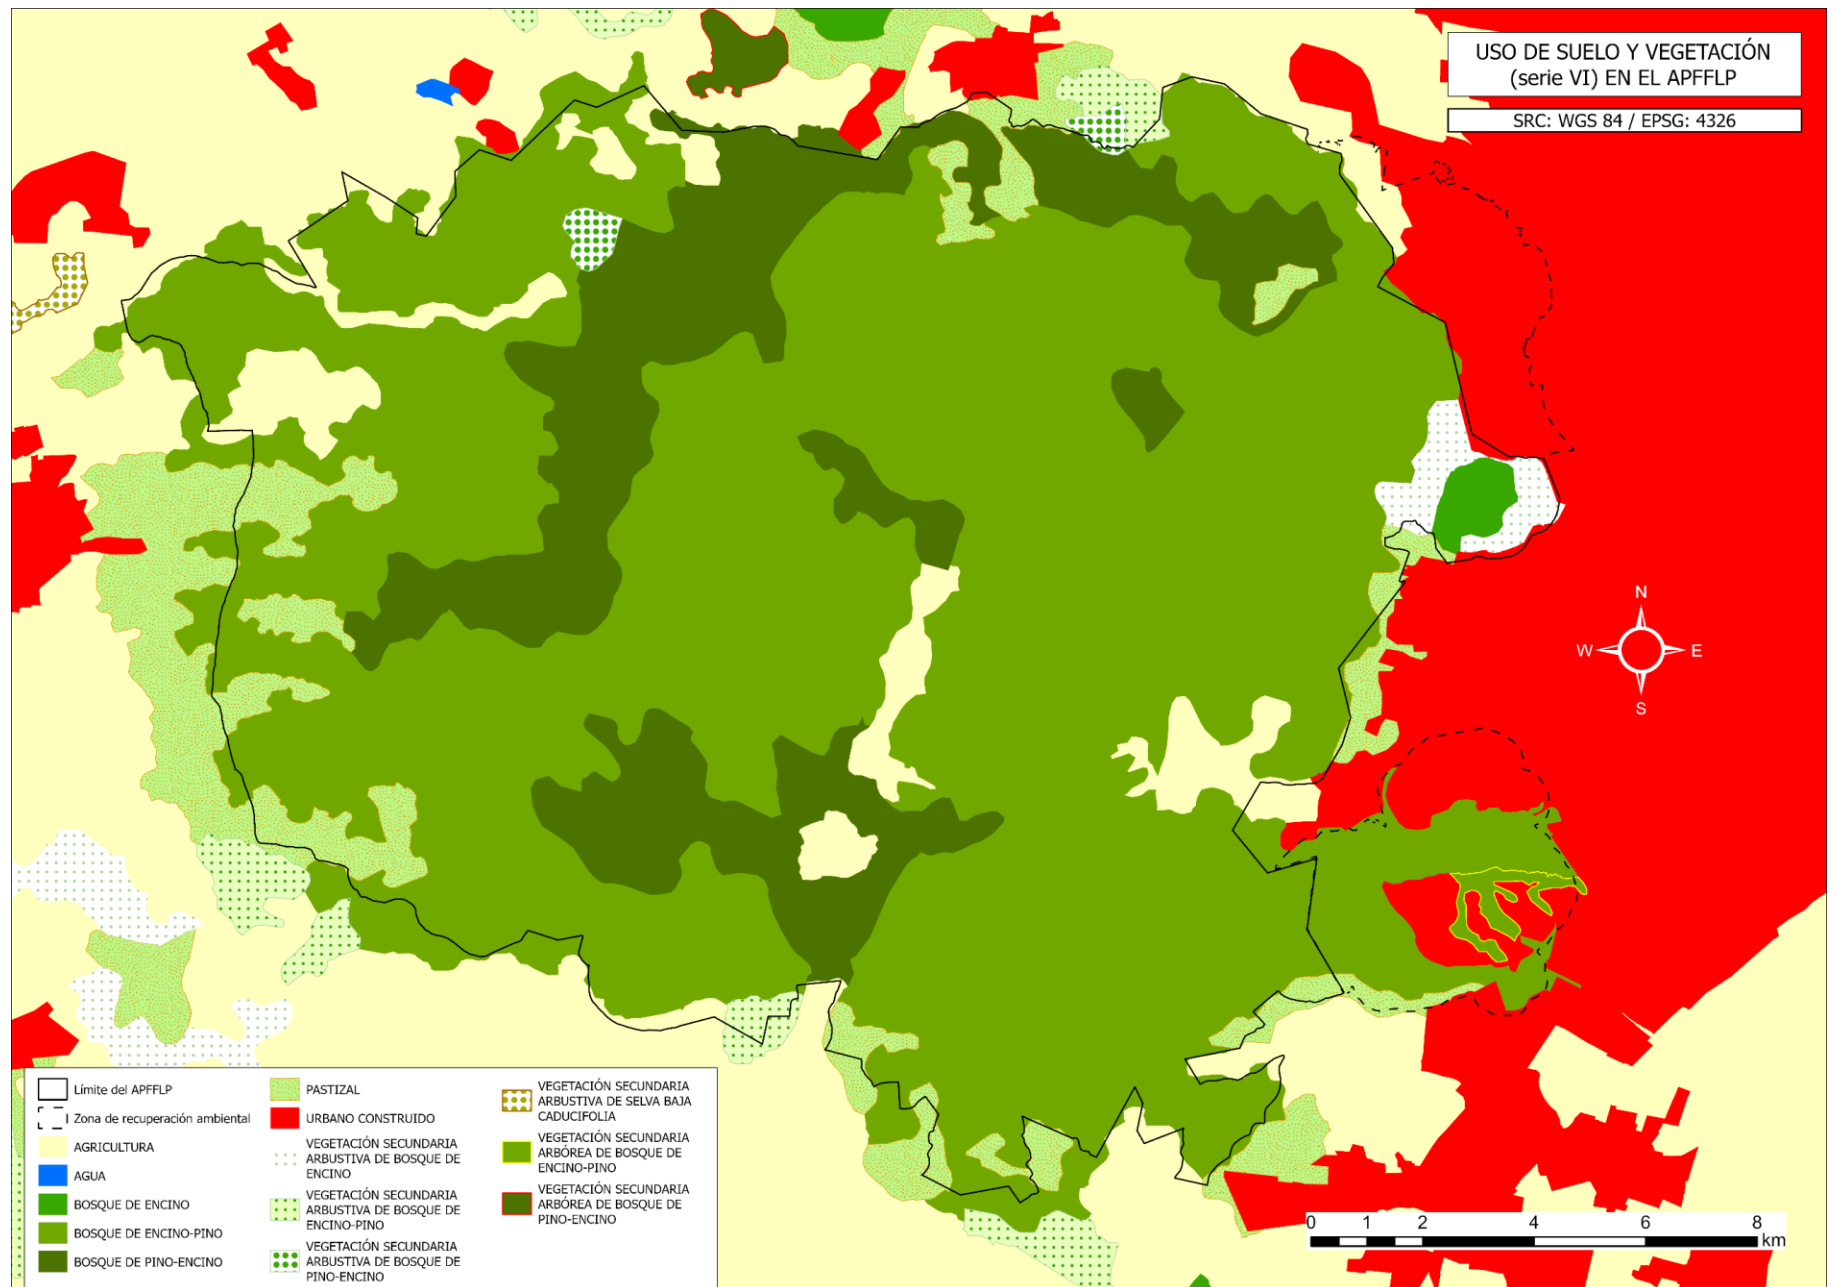 USO DE SUELO Y VEGETACIÓN
(serie VI) EN EL APFFLP
SRC: WGS 84 / EPSG: 4326
N
W
E
S
Límite del APFFLP
Zona de recuperación ambiental
AGRICULTURA
AGUA
BOSQUE DE ENCINO
BOSQUE DE ENCINO-PINO
BOSQUE DE PINO-ENCINO
PASTIZAL
URBANO CONSTRUIDO
VEGETACIÓN SECUNDARIA
ARBUSTIVA DE BOSQUE DE
ENCINO
VEGETACIÓN SECUNDARIA
ARBUSTIVA DE BOSQUE DE
ENCINO-PINO
VEGETACIÓN SECUNDARIA
ARBUSTIVA DE BOSQUE DE
PINO-ENCINO
VEGETACIÓN SECUNDARIA
ARBUSTIVA DE SELVA BAJA
CADUCIFOLIA
VEGETACIÓN SECUNDARIA
ARBÓREA DE BOSQUE DE
ENCINO-PINO
VEGETACIÓN SECUNDARIA
ARBÓREA DE BOSQUE DE
PINO-ENCINO
0 1 2 4 6 8
km